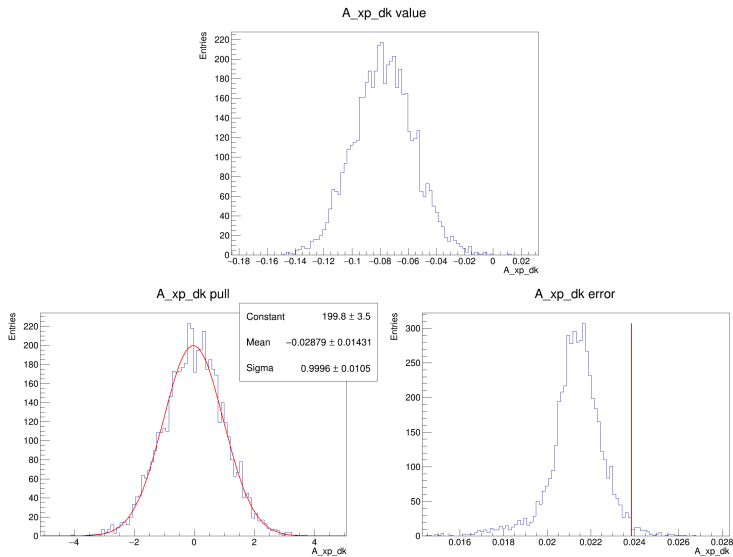 A_xp_dk value
Entries
220
200
180
160
140
120
100
80
60
40
20
0
−0.18 −0.16 −0.14 −0.12 −0.1 −0.08 −0.06 −0.04 −0.02 0 0.02
A_xp_dk
A_xp_dk pull
Entries
220
200
180
160
140
120
100
80
60
40
20
0
−4 −2 0 2 4
A_xp_dk
Constant 199.8 ± 3.5
Mean −0.02879 ± 0.01431
Sigma 0.9996 ± 0.0105
A_xp_dk error
Entries
300
250
200
150
100
50
0
0.016 0.018 0.02 0.022 0.024 0.026 0.028
A_xp_dk